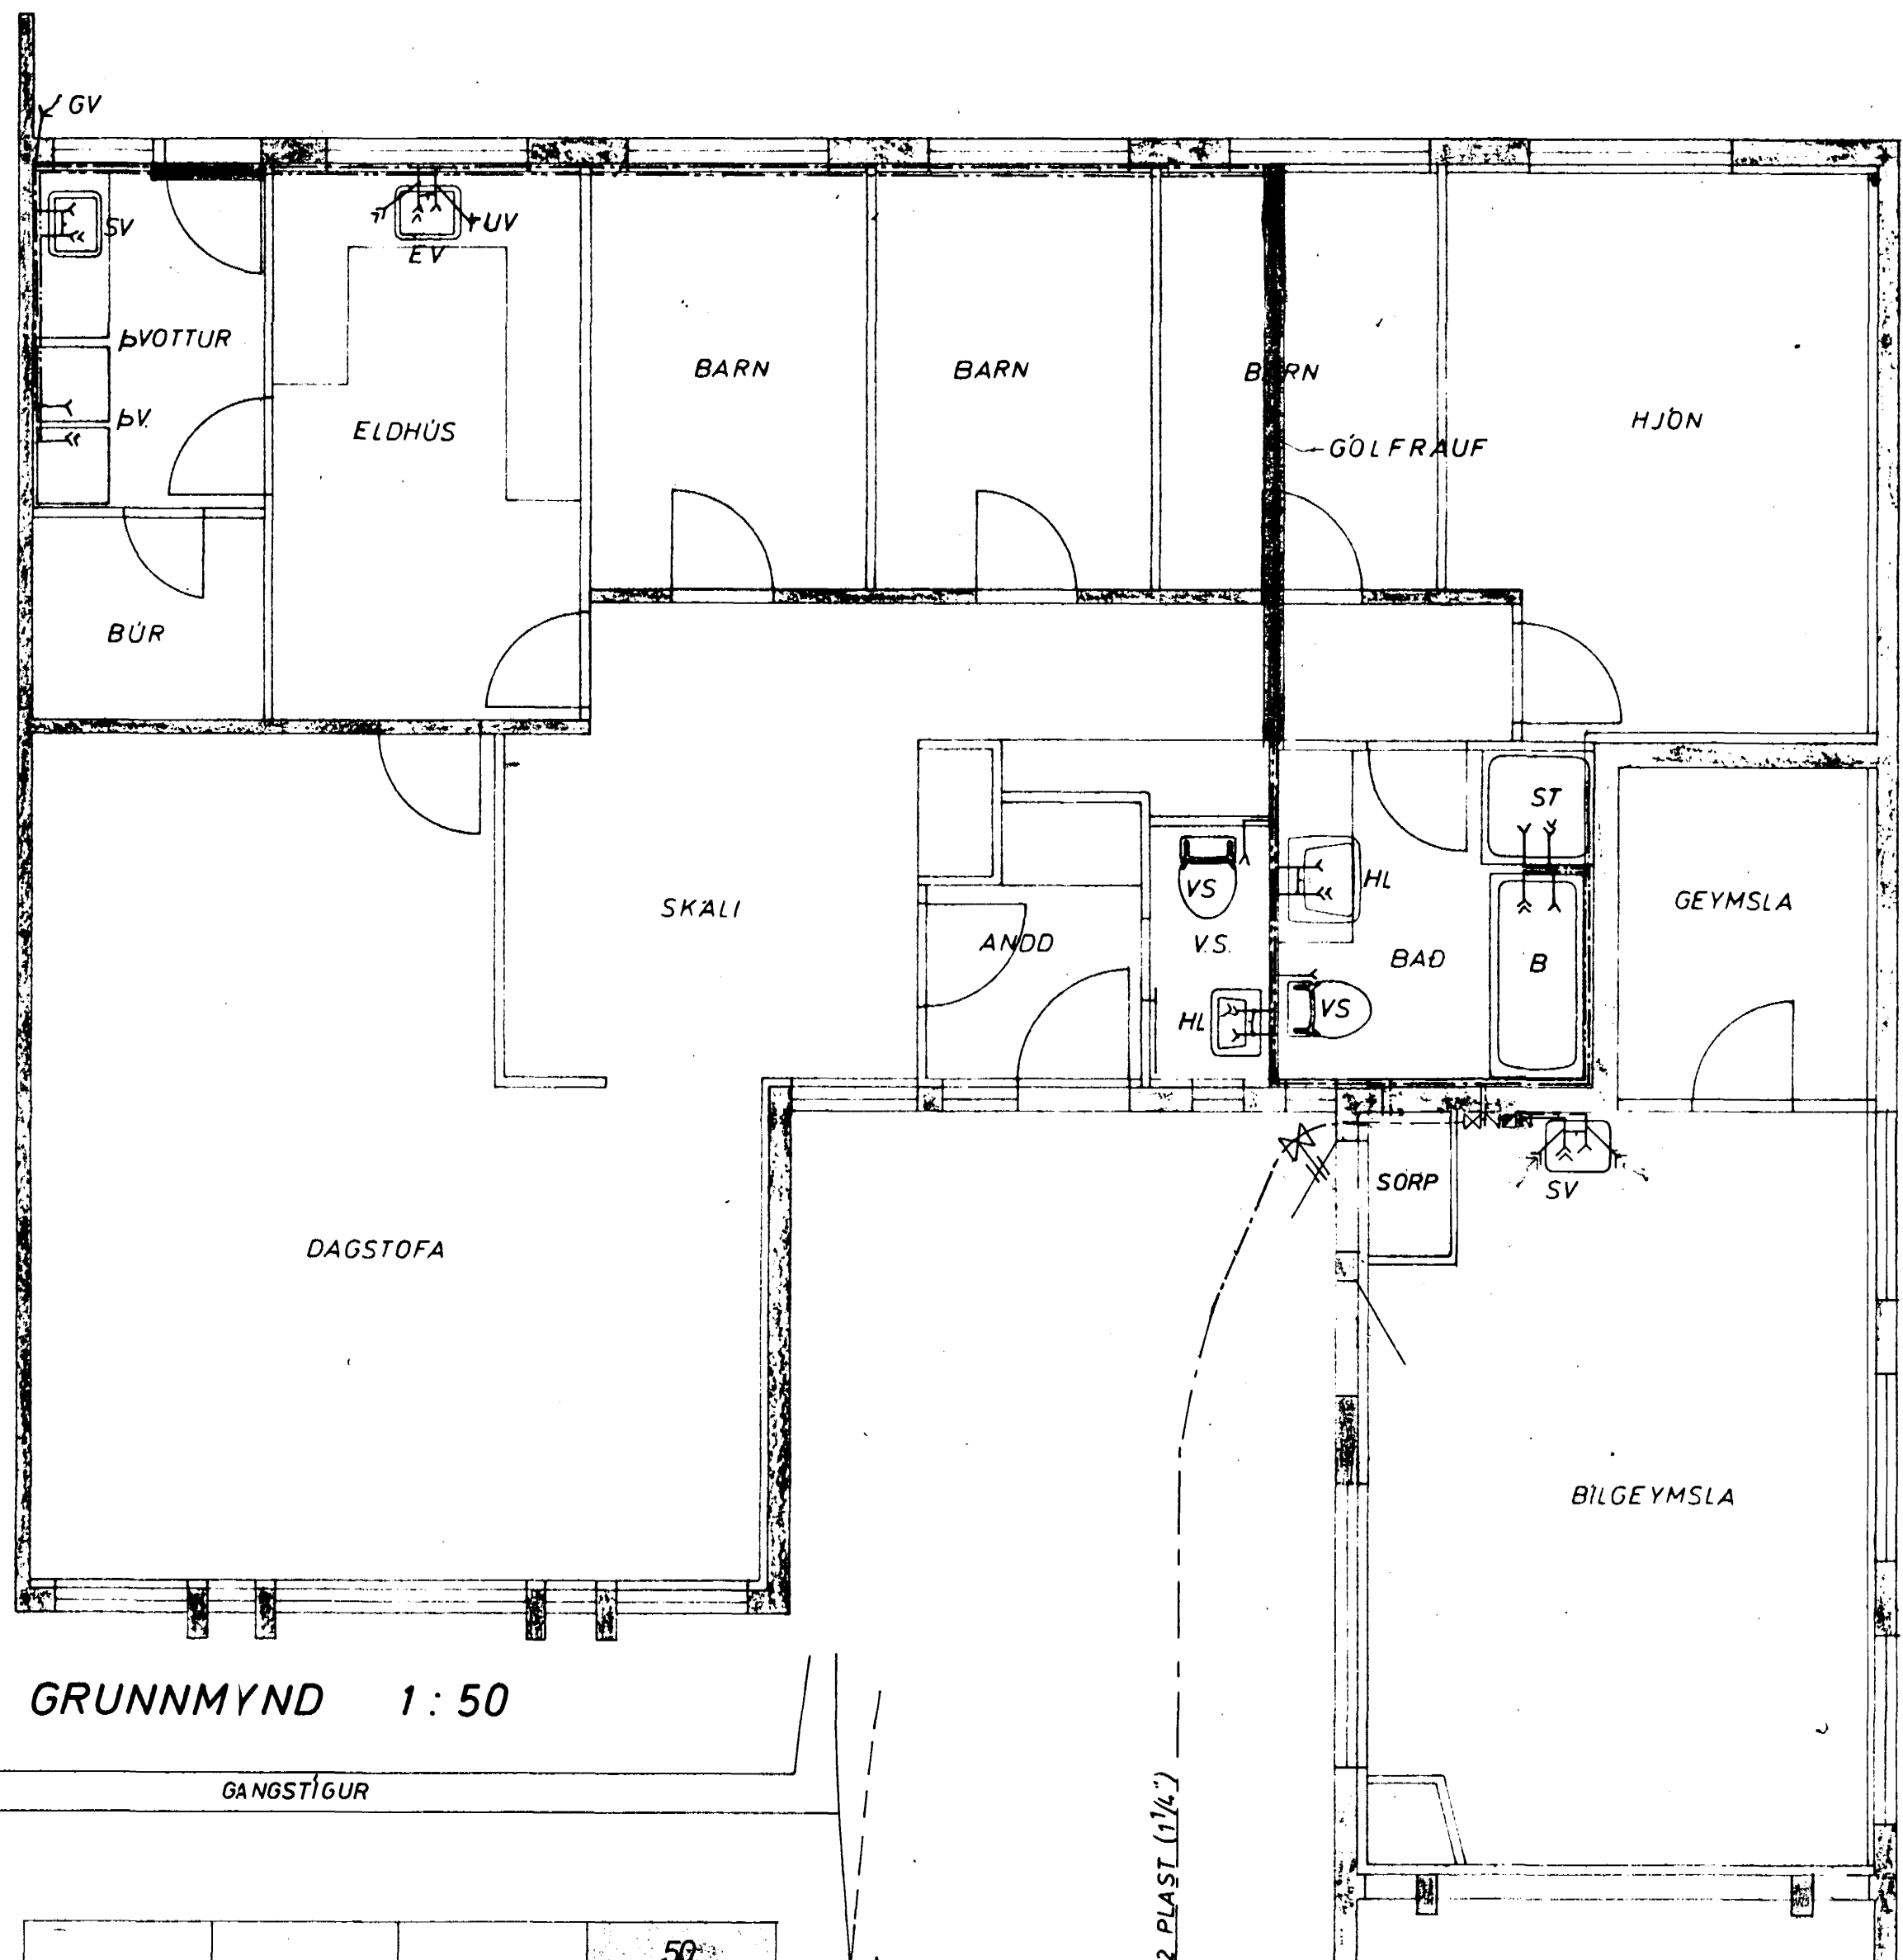 GV
SV
UV
EV
ÞVOTTUR
ÞV.
ELDHÚS
BARN
BARN
BARN
GÓLFRAUF
HJÓN
BÚR
ST
HL
VS
SKÁLI
ANDD
V.S.
BAÐ
B
GEYMSLA
HL
VS
SORP
SV
DAGSTOFA
BÍLGEYMSLA
GRUNNMYND 1:50
GANGSTÍGUR
2 PLAST (1 1/4")
50